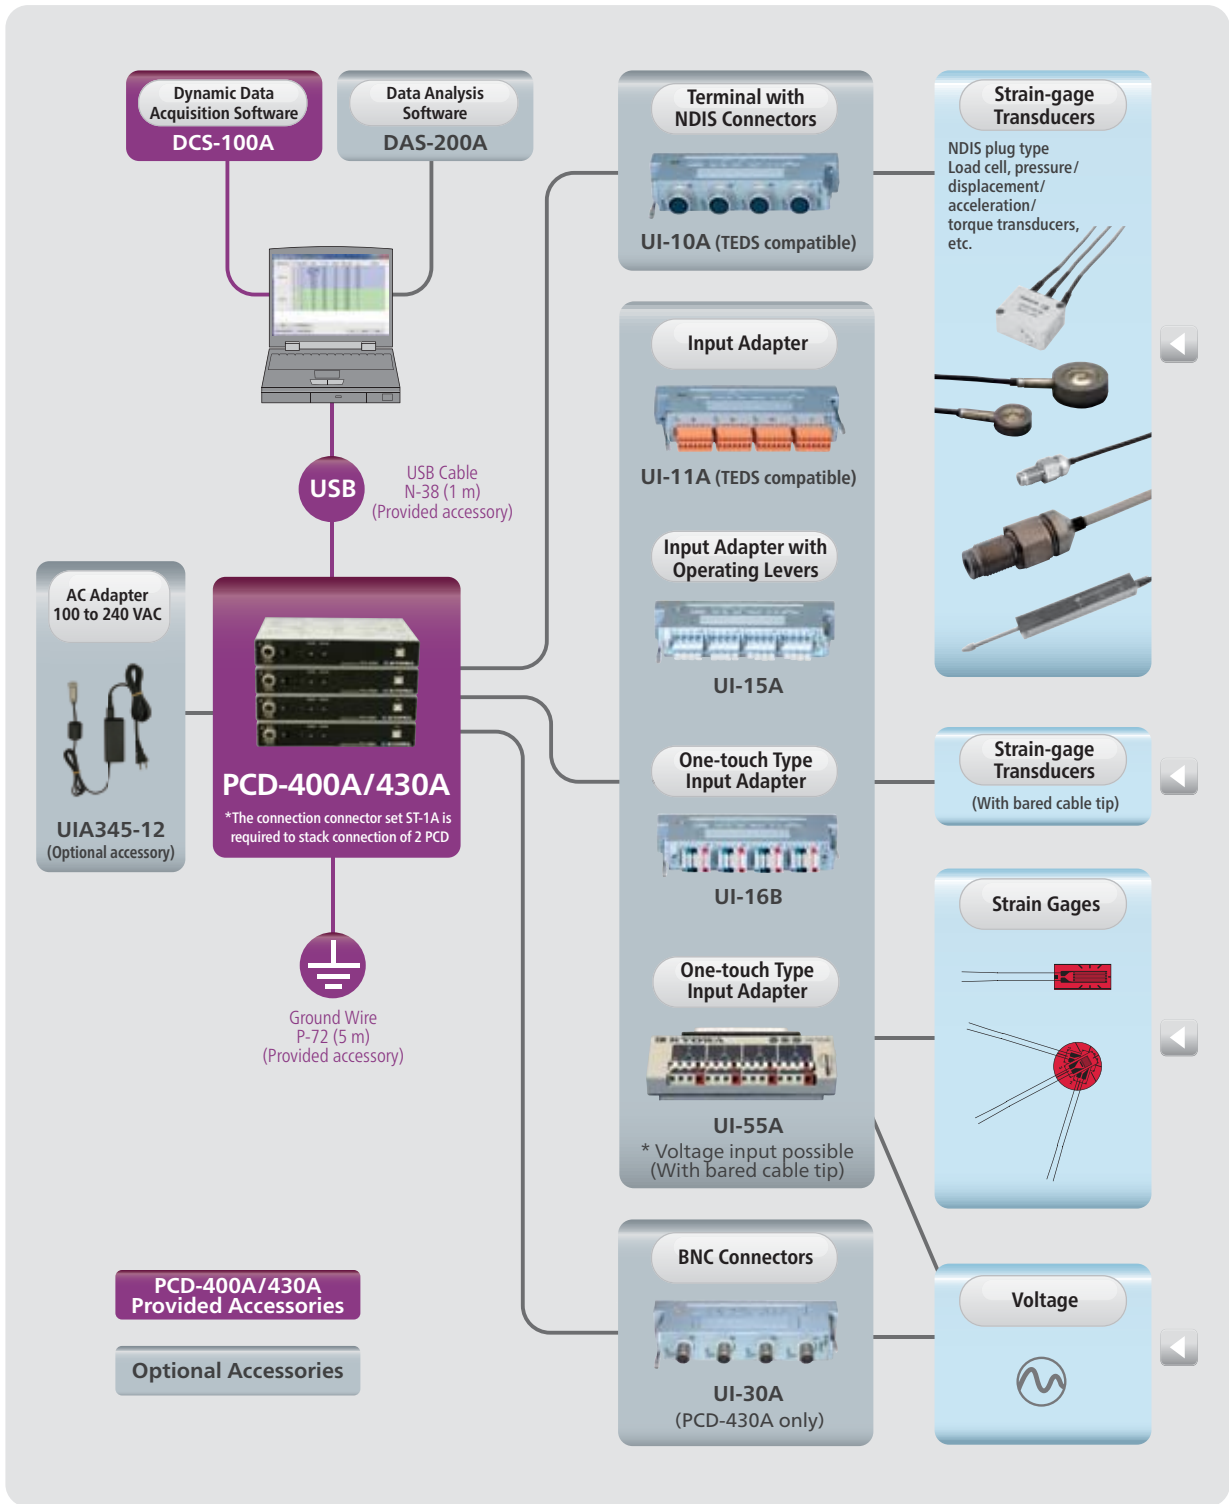 Dynamic Data
Acquisition Software
DCS-100A
Data Analysis
Software
DAS-200A
USB
USB Cable
N-38 (1 m)
(Provided accessory)
AC Adapter
100 to 240 VAC
UIA345-12
(Optional accessory)
PCD-400A/430A
*The connection connector set ST-1A is
required to stack connection of 2 PCD
Ground Wire
P-72 (5 m)
(Provided accessory)
PCD-400A/430A
Provided Accessories
Optional Accessories
Terminal with
NDIS Connectors
UI-10A (TEDS compatible)
Input Adapter
UI-11A (TEDS compatible)
Input Adapter with
Operating Levers
UI-15A
One-touch Type
Input Adapter
UI-16B
One-touch Type
Input Adapter
UI-55A
* Voltage input possible
(With bared cable tip)
BNC Connectors
UI-30A
(PCD-430A only)
Strain-gage
Transducers
NDIS plug type
Load cell, pressure/
displacement/
acceleration/
torque transducers,
etc.
Strain-gage
Transducers
(With bared cable tip)
Strain Gages
Voltage